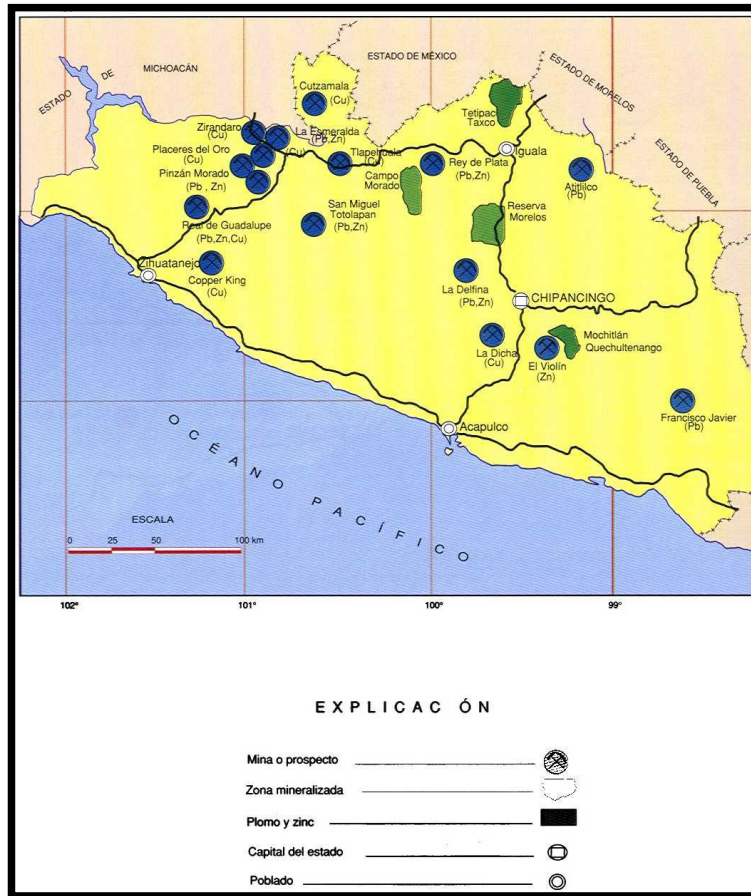 ESTADO DE MÉXICO
ESTADO DE MICHOACÁN
ESTADO DE MORELOS
ESTADO DE PUEBLA
Cutzamala
(Cu)
Tetipac
Taxco
Zirandaro
(Cu)
La Esmeralda
(Pb,Zn)
(Cu)
Placeres del Oro
(Cu)
Tlapehuala
(Cu)
Rey de Plata
(Pb,Zn)
Iguala
Pinzán Morado
(Pb , Zn)
Campo
Morado
Atitlilco
(Pb)
San Miguel
Totolapan
(Pb,Zn)
Reserva
Morelos
Real de Guadalupe
(Pb,Zn,Cu)
Zihuatanejo
Copper King
(Cu)
La Delfina
(Pb,Zn)
CHIPANCINGO
La Dicha
(Cu)
El Violín
(Zn)
Mochitlán
Quechultenango
Francisco Javier
(Pb)
Acapulco
OCÉANO PACÍFICO
ESCALA
0 25 50 100 km
102° 101° 100° 99°
EXPLICAC ÓN
Mina o prospecto
Zona mineralizada
Plomo y zinc
Capital del estado
Poblado